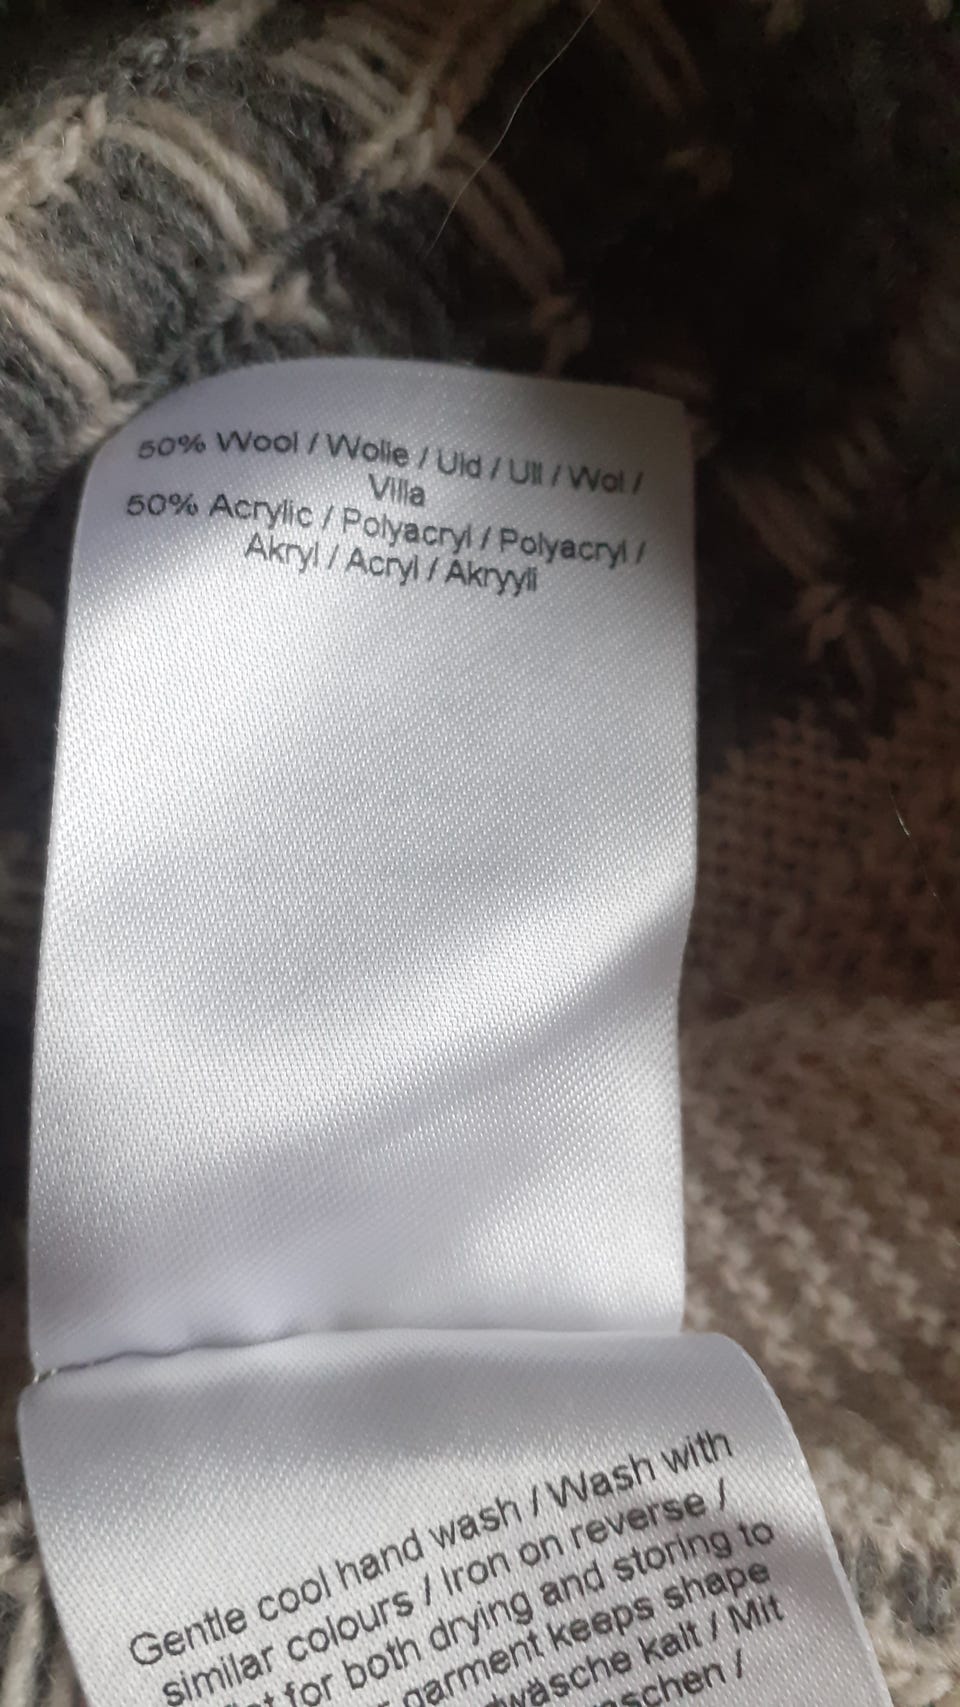 50% Wool / Wolle / Uld / Ull / Wol /
Villa
50% Acrylic / Polyacryl / Polyacryl /
Akryl / Acryl / Akryyli
Gentle cool hand wash / Wash with
similar colours / Iron on reverse /
for both drying and storing to
garment keeps shape
kalt / Mit
/